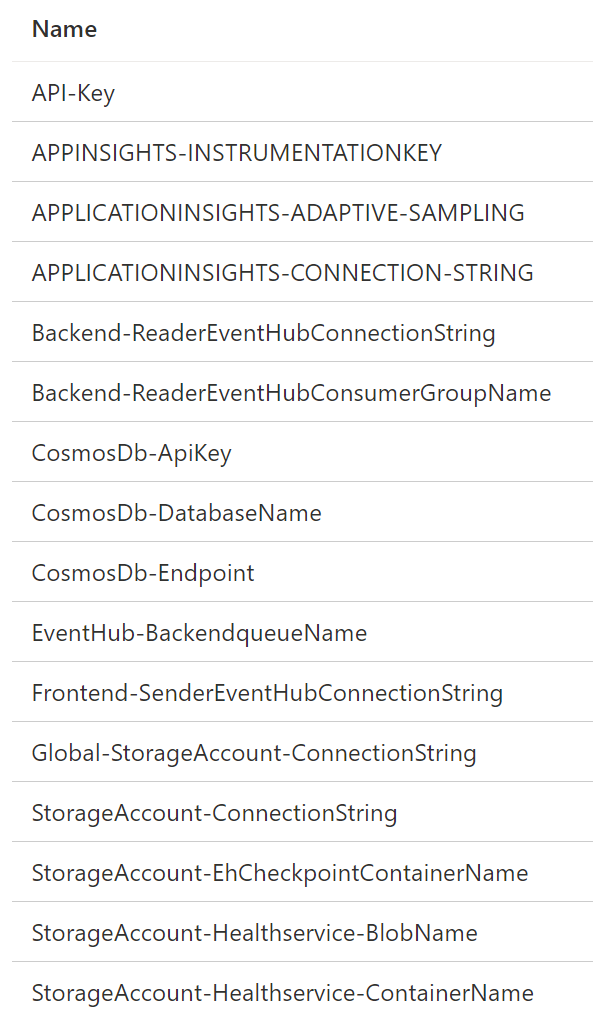 Name
API-Key
APPINSIGHTS-INSTRUMENTATIONKEY
APPLICATIONINSIGHTS-ADAPTIVE-SAMPLING
APPLICATIONINSIGHTS-CONNECTION-STRING
Backend-ReaderEventHubConnectionString
Backend-ReaderEventHubConsumerGroupName
CosmosDb-ApiKey
CosmosDb-DatabaseName
CosmosDb-Endpoint
EventHub-BackendqueueName
Frontend-SenderEventHubConnectionString
Global-StorageAccount-ConnectionString
StorageAccount-ConnectionString
StorageAccount-EhCheckpointContainerName
StorageAccount-Healthservice-BlobName
StorageAccount-Healthservice-ContainerName